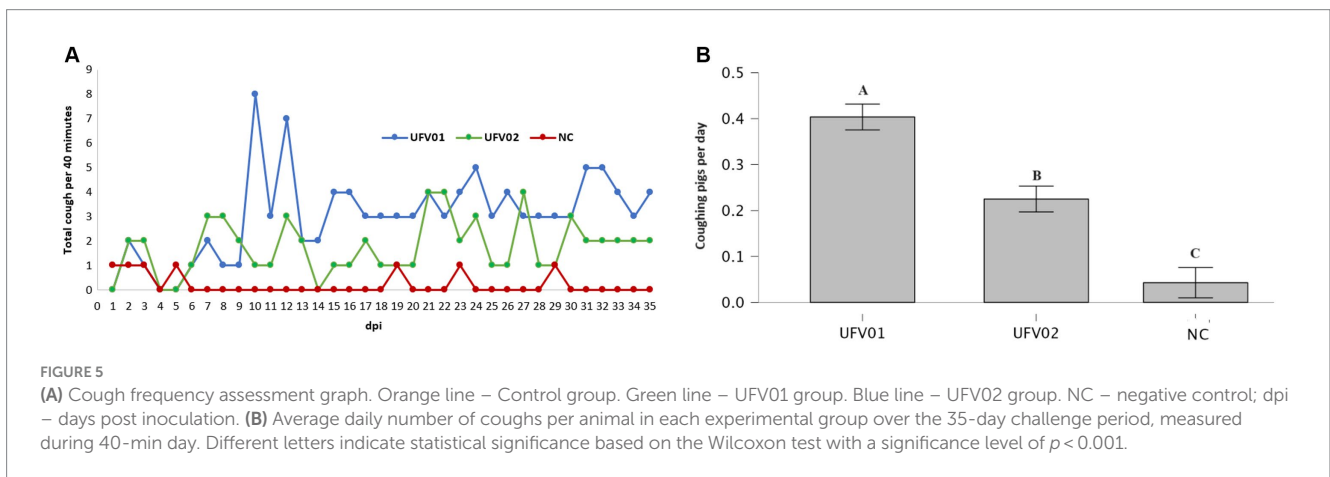 A
Total cough per 40 mimutes
9
8
7
6
5
4
3
2
1
0
UFV01 UFV02 NC
0 1 2 3 4 5 6 7 8 9 10 11 12 13 14 15 16 17 18 19 20 21 22 23 24 25 26 27 28 29 30 31 32 33 34 35
dpi
B
Coughing pigs per day
0.5
0.4
0.3
0.2
0.1
0.0
A
B
C
UFV01 UFV02 NC
FIGURE 5
(A) Cough frequency assessment graph. Orange line – Control group. Green line – UFV01 group. Blue line – UFV02 group. NC – negative control; dpi
– days post inoculation. (B) Average daily number of coughs per animal in each experimental group over the 35-day challenge period, measured
during 40-min day. Different letters indicate statistical significance based on the Wilcoxon test with a significance level of p < 0.001.